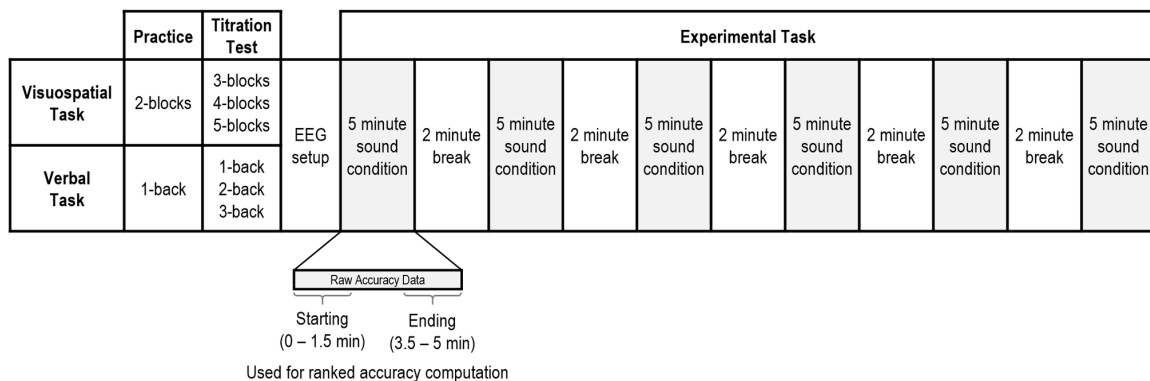 Practice
Titration
Test
Experimental Task
Visuospatial
Task
2-blocks
3-blocks
4-blocks
5-blocks
Verbal
Task
1-back
1-back
2-back
3-back
EEG
setup
5 minute
sound
condition
2 minute
break
5 minute
sound
condition
2 minute
break
5 minute
sound
condition
2 minute
break
5 minute
sound
condition
2 minute
break
5 minute
sound
condition
2 minute
break
5 minute
sound
condition
Raw Accuracy Data
Starting
(0 – 1.5 min)
Ending
(3.5 – 5 min)
Used for ranked accuracy computation